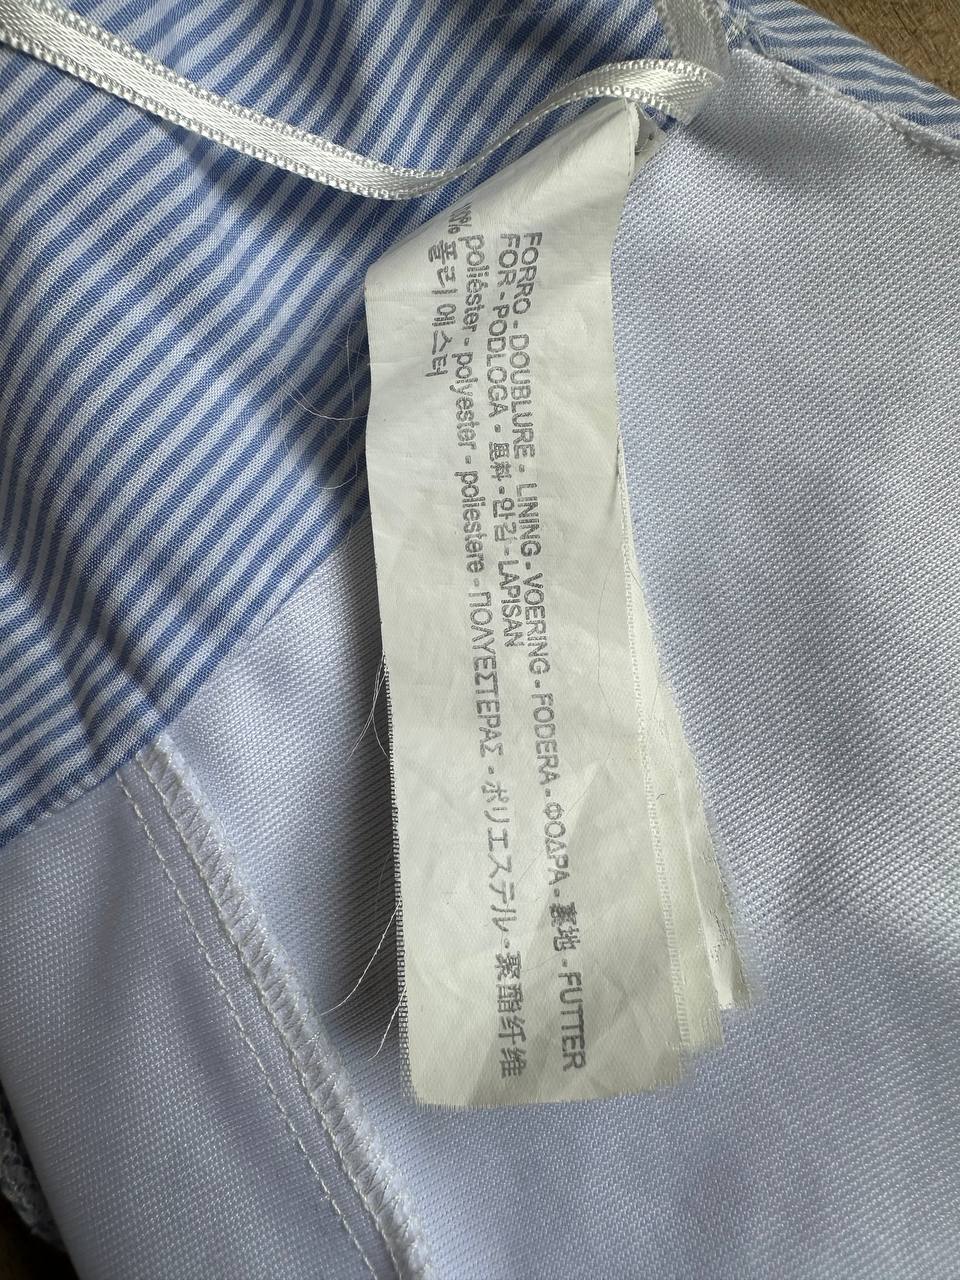 FORRO - DOUBLURE - LINING - VOERING - FODERA - ΦΟΔΡΑ - 裏地 - FUTTER
FOR - PODLOGA - 里料 - 안감 - LAPISAN
100% poliéster - polyester - poliestere - ΠΟΛΥΕΣΤΕΡΑΣ - ポリエステル - 聚酯纤维
폴리에스터